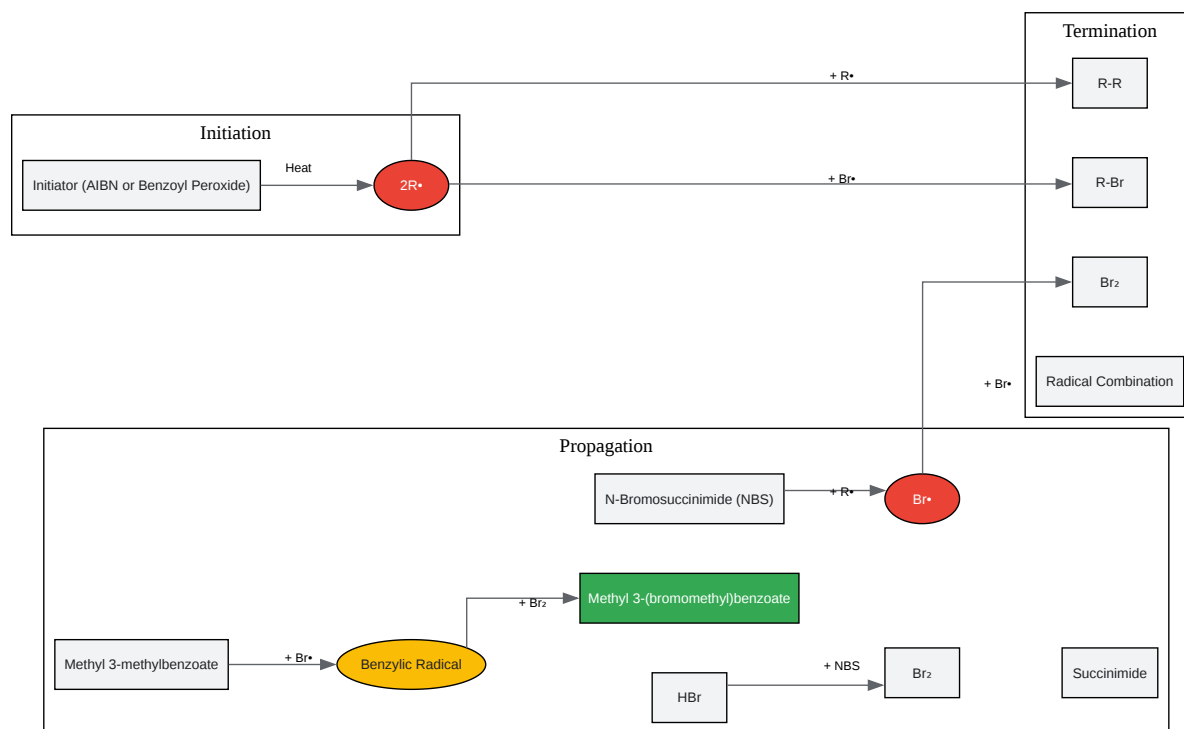 Termination
+ R•
R-R
Initiation
Heat
Initiator (AIBN or Benzoyl Peroxide)
2R•
+ Br•
R-Br
Br₂
+ Br•
Radical Combination
Propagation
N-Bromosuccinimide (NBS)
+ R•
Br•
Methyl 3-(bromomethyl)benzoate
+ Br₂
Methyl 3-methylbenzoate
+ Br•
Benzylic Radical
HBr
+ NBS
Br₂
Succinimide